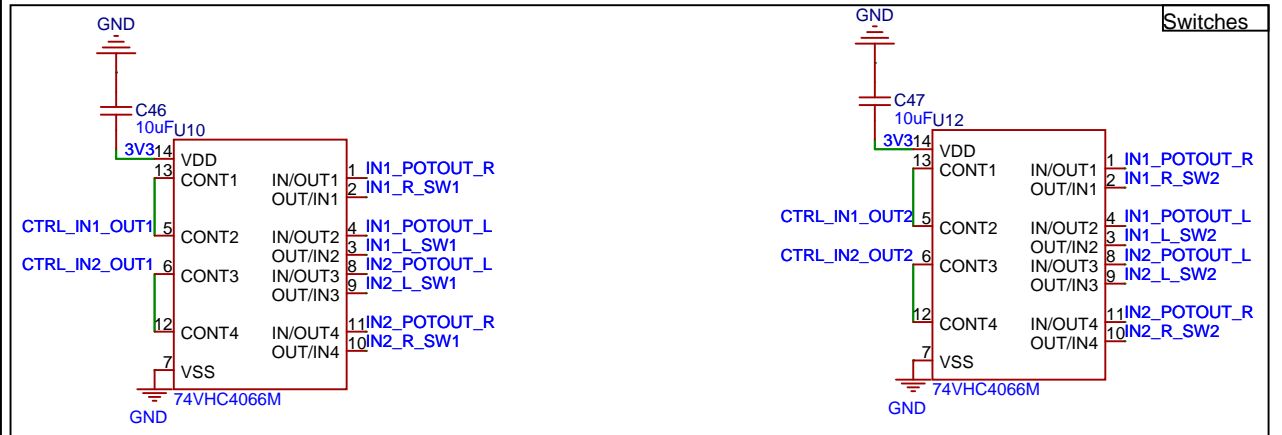 Switches
GND
C46
10uF
U10
3V3
14
VDD
13
CONT1
IN/OUT1
1
IN1_POTOUT_R
OUT/IN1
2
IN1_R_SW1
CTRL_IN1_OUT1
5
CONT2
IN/OUT2
4
IN1_POTOUT_L
OUT/IN2
3
IN1_L_SW1
CTRL_IN2_OUT1
6
CONT3
IN/OUT3
8
IN2_POTOUT_L
OUT/IN3
9
IN2_L_SW1
12
CONT4
IN/OUT4
11
IN2_POTOUT_R
OUT/IN4
10
IN2_R_SW1
7
VSS
74VHC4066M
GND
GND
C47
10uF
U12
3V3
14
VDD
13
CONT1
IN/OUT1
1
IN1_POTOUT_R
OUT/IN1
2
IN1_R_SW2
CTRL_IN1_OUT2
5
CONT2
IN/OUT2
4
IN1_POTOUT_L
OUT/IN2
3
IN1_L_SW2
CTRL_IN2_OUT2
6
CONT3
IN/OUT3
8
IN2_POTOUT_L
OUT/IN3
9
IN2_L_SW2
12
CONT4
IN/OUT4
11
IN2_POTOUT_R
OUT/IN4
10
IN2_R_SW2
7
VSS
74VHC4066M
GND